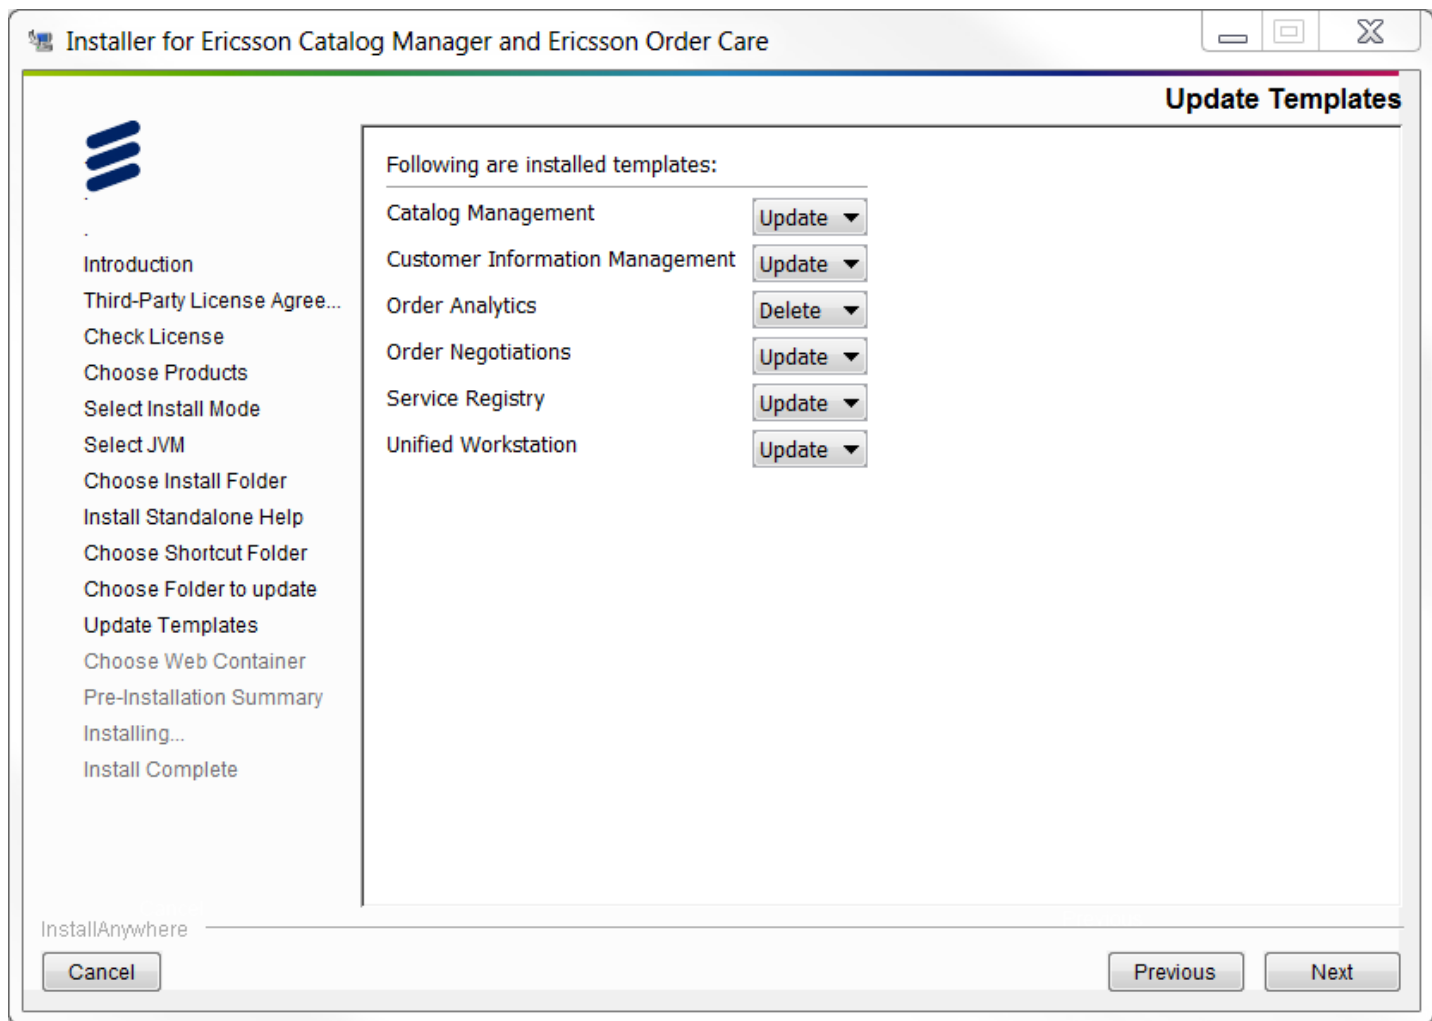 Installer for Ericsson Catalog Manager and Ericsson Order Care
Update Templates
Introduction
Third-Party License Agree...
Check License
Choose Products
Select Install Mode
Select JVM
Choose Install Folder
Install Standalone Help
Choose Shortcut Folder
Choose Folder to update
Update Templates
Choose Web Container
Pre-Installation Summary
Installing...
Install Complete
Following are installed templates:
Catalog Management Update
Customer Information Management Update
Order Analytics Delete
Order Negotiations Update
Service Registry Update
Unified Workstation Update
InstallAnywhere
Cancel Previous Next